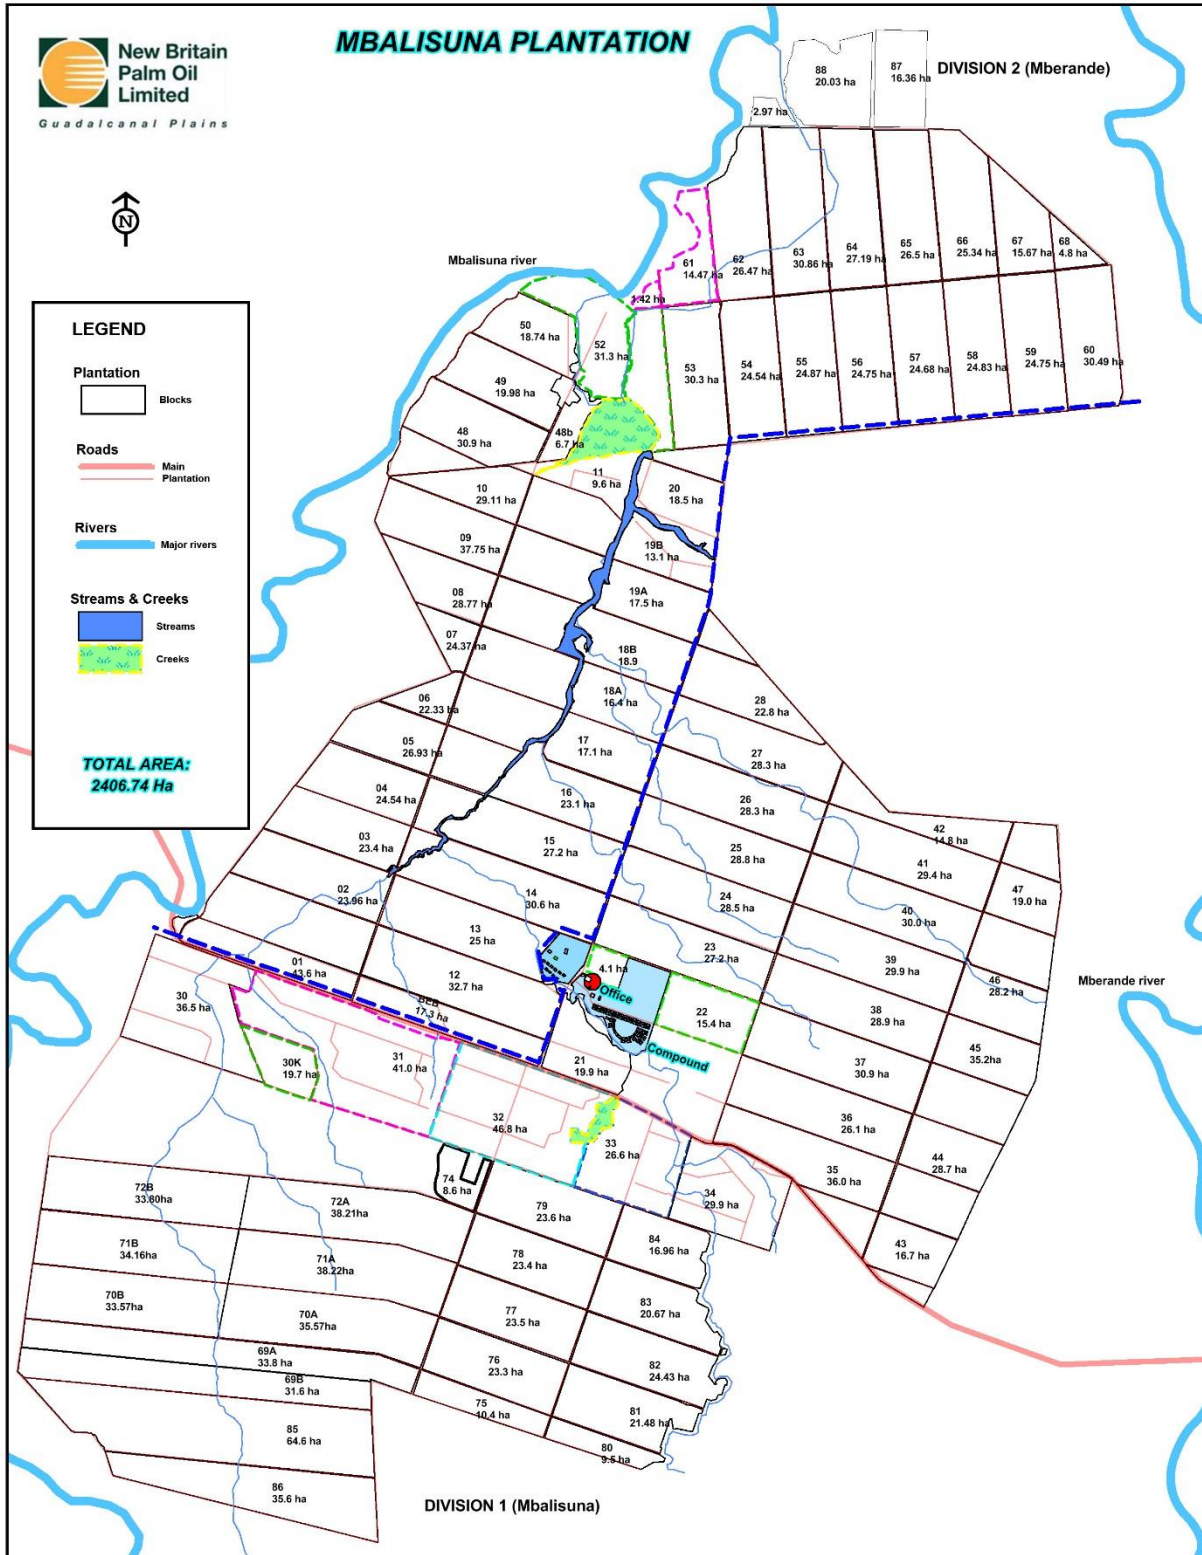 New Britain
Palm Oil
Limited
Guadalcanal Plains
MBALISUNA PLANTATION
DIVISION 2 (Mberande)
88
20.03 ha
87
16.36 ha
2.97 ha
N
Mbalisuna river
61
14.47 ha
62
26.47 ha
63
30.86 ha
64
27.19 ha
65
26.5 ha
66
25.34 ha
67
15.67 ha
68
4.8 ha
1.42 ha
LEGEND
Plantation
Blocks
Roads
Main
Plantation
Rivers
Major rivers
Streams & Creeks
Streams
Creeks
TOTAL AREA:
2406.74 Ha
50
18.74 ha
52
31.3 ha
53
30.3 ha
54
24.54 ha
55
24.87 ha
56
24.75 ha
57
24.68 ha
58
24.83 ha
59
24.75 ha
60
30.49 ha
49
19.98 ha
48
30.9 ha
48b
6.7 ha
11
9.6 ha
20
18.5 ha
10
29.11 ha
09
37.75 ha
19B
13.1 ha
08
28.77 ha
19A
17.5 ha
07
24.37 ha
18B
18.9
18A
16.4 ha
28
22.8 ha
06
22.33 ha
05
26.93 ha
17
17.1 ha
27
28.3 ha
04
24.54 ha
16
23.1 ha
26
28.3 ha
03
23.4 ha
15
27.2 ha
25
28.8 ha
42
14.8 ha
41
29.4 ha
47
19.0 ha
02
23.96 ha
14
30.6 ha
24
28.5 ha
40
30.0 ha
13
25 ha
23
27.2 ha
39
29.9 ha
01
43.6 ha
12
32.7 ha
4.1 ha
Office
46
28.2 ha
Mberande river
30
36.5 ha
BEB
17.3 ha
22
15.4 ha
38
28.9 ha
Compound
45
35.2ha
30K
19.7 ha
31
41.0 ha
21
19.9 ha
37
30.9 ha
32
46.8 ha
33
26.6 ha
36
26.1 ha
44
28.7 ha
35
36.0 ha
34
29.9 ha
72B
33.80ha
72A
38.21ha
74
8.6 ha
79
23.6 ha
84
16.96 ha
43
16.7 ha
71B
34.16ha
71A
38.22ha
78
23.4 ha
70B
33.57ha
70A
35.57ha
77
23.5 ha
83
20.67 ha
69A
33.8 ha
76
23.3 ha
82
24.43 ha
69B
31.6 ha
75
10.4 ha
81
21.48 ha
85
64.6 ha
80
9.5 ha
86
35.6 ha
DIVISION 1 (Mbalisuna)